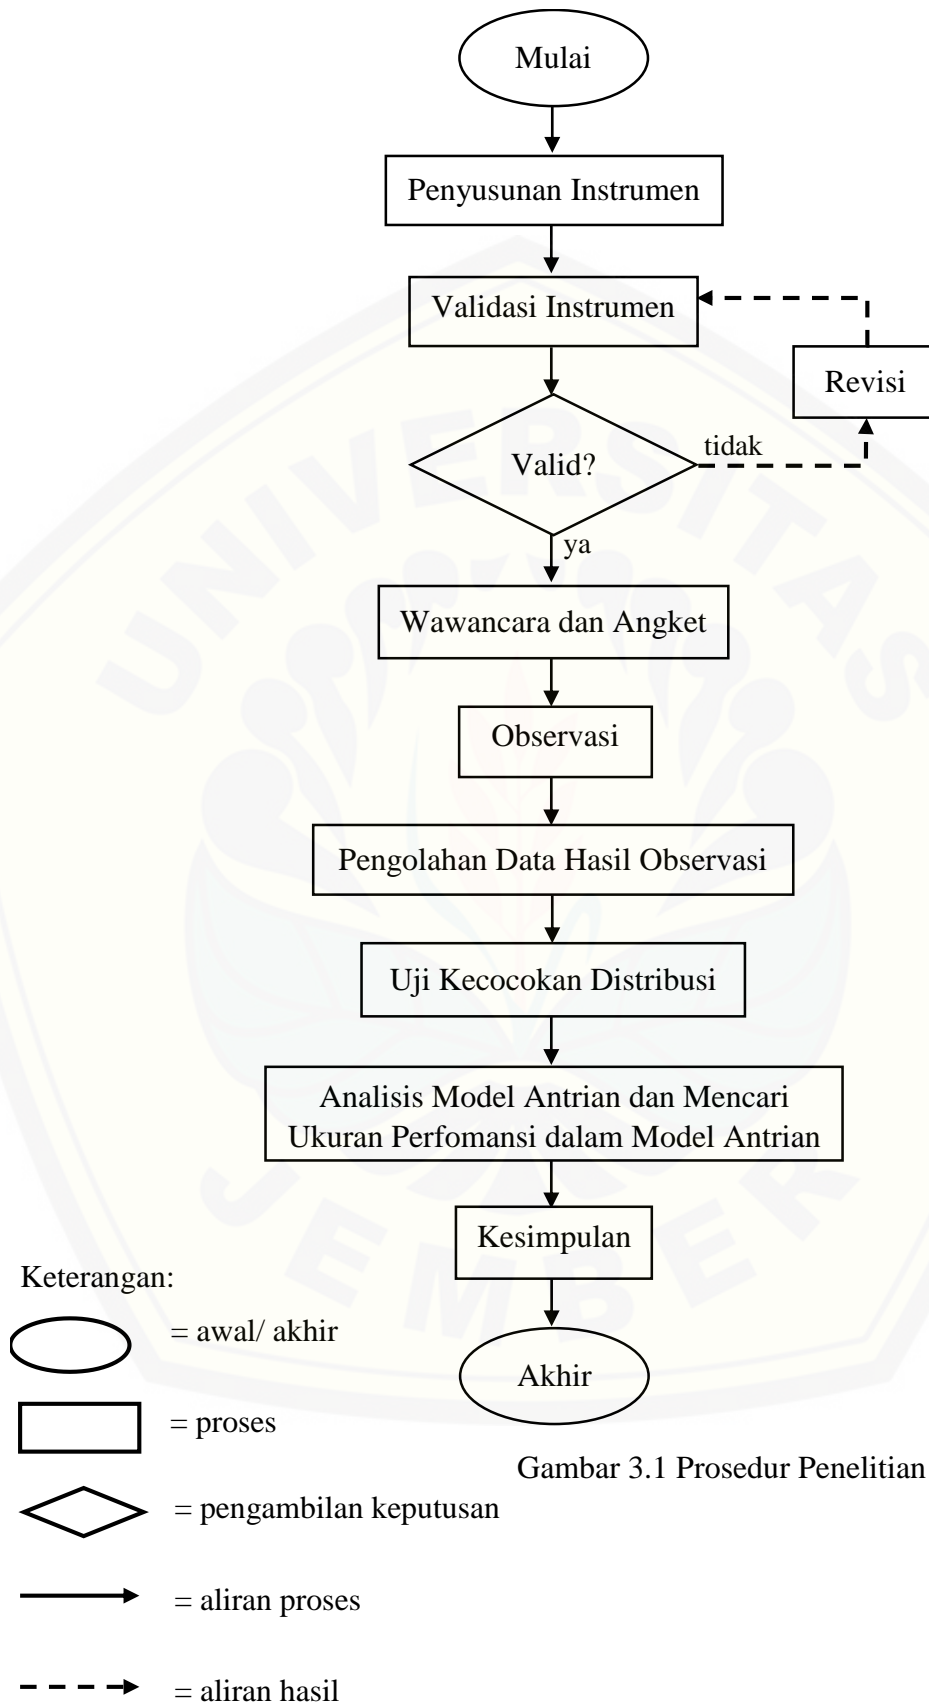 Mulai
Penyusunan Instrumen
Validasi Instrumen
Revisi
Valid?
tidak
ya
Wawancara dan Angket
Observasi
Pengolahan Data Hasil Observasi
Uji Kecocokan Distribusi
Analisis Model Antrian dan Mencari
Ukuran Perfomansi dalam Model Antrian
Kesimpulan
Akhir
Keterangan:
= awal/ akhir
= proses
= pengambilan keputusan
= aliran proses
= aliran hasil
Gambar 3.1 Prosedur Penelitian
UNIVERSITAS
JEMBER